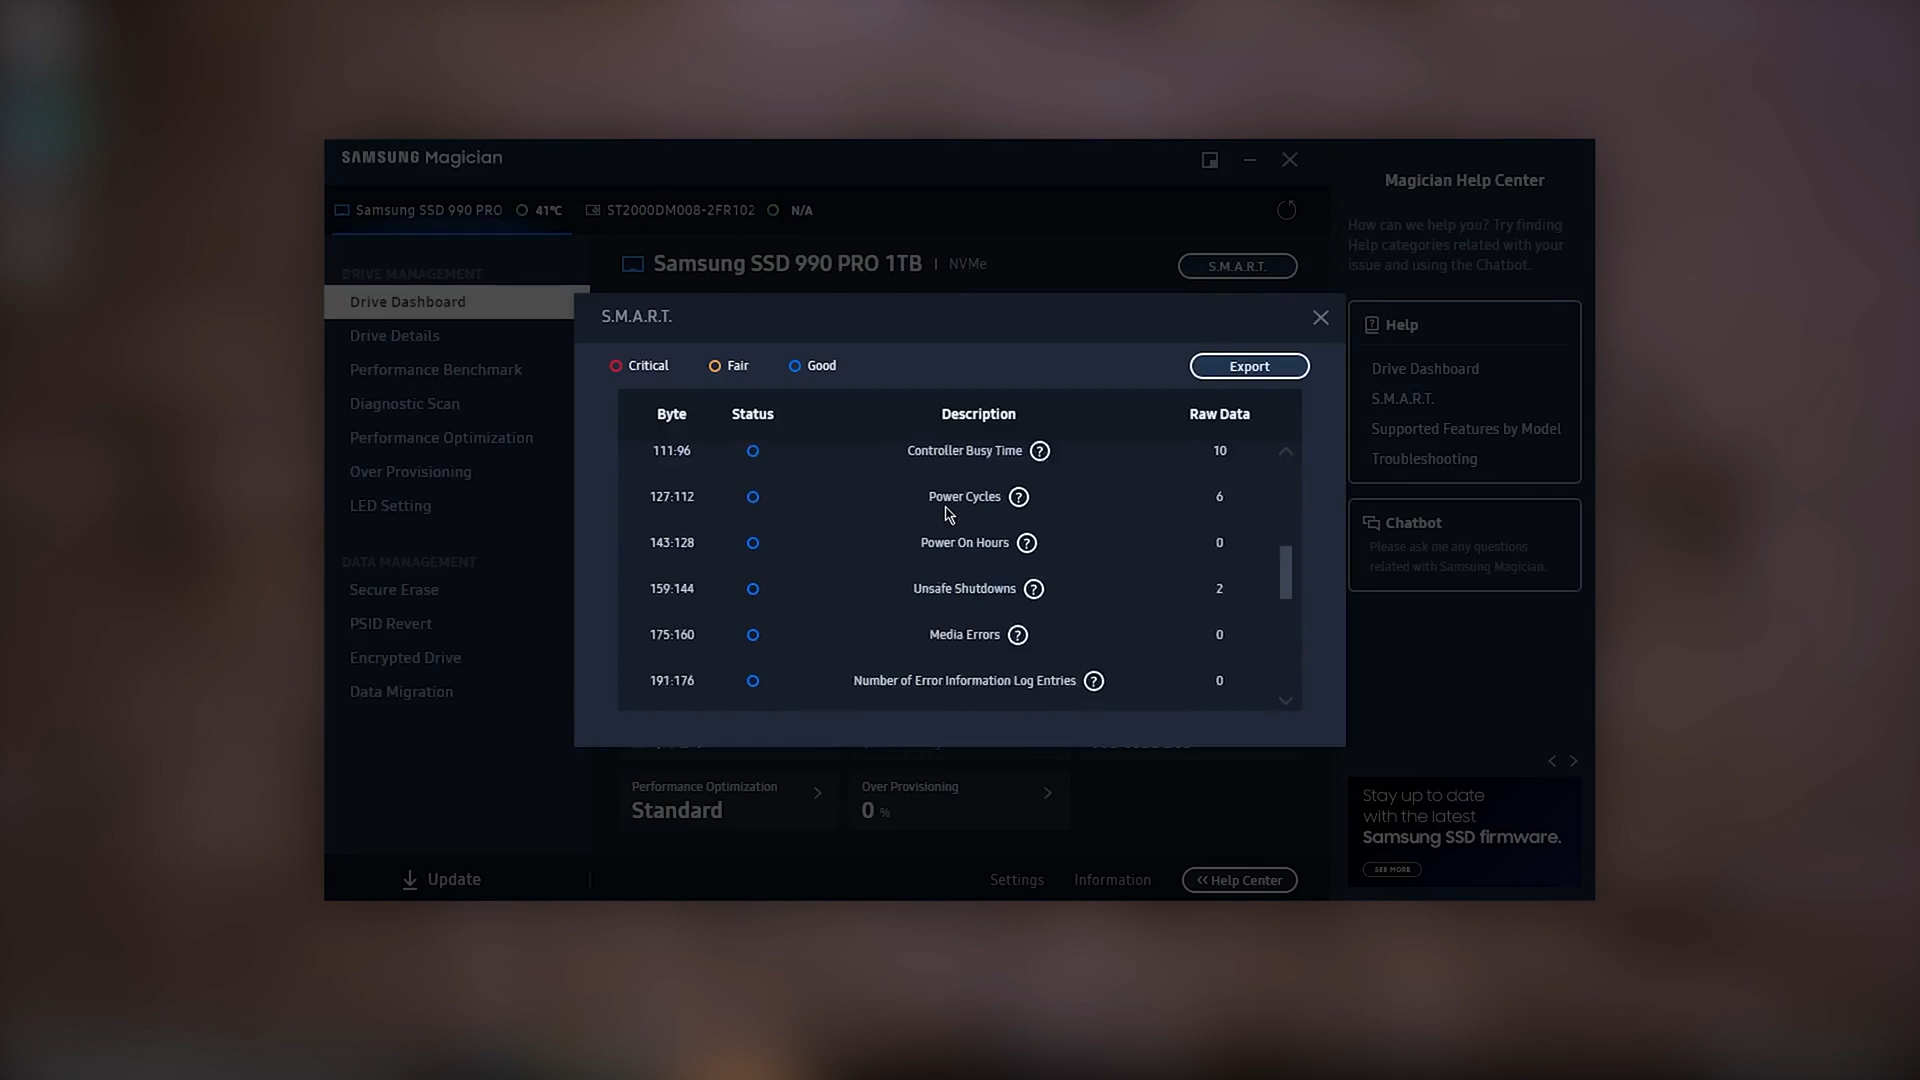 SAMSUNG Magician
Samsung SSD 990 PRO 41℃ ST2000DM008-2FR102 N/A
DRIVE MANAGEMENT
Drive Dashboard
Drive Details
Performance Benchmark
Diagnostic Scan
Performance Optimization
Over Provisioning
LED Setting
DATA MANAGEMENT
Secure Erase
PSID Revert
Encrypted Drive
Data Migration
Update
Samsung SSD 990 PRO 1TB | NVMe
S.M.A.R.T.
S.M.A.R.T.
Critical Fair Good
Export
Byte Status Description Raw Data
111:96 Controller Busy Time ? 10
127:112 Power Cycles ? 6
143:128 Power On Hours ? 0
159:144 Unsafe Shutdowns ? 2
175:160 Media Errors ? 0
191:176 Number of Error Information Log Entries ? 0
Performance Optimization
Standard
Over Provisioning
0 %
Settings Information Help Center
Magician Help Center
How can we help you? Try finding
Help categories related with your
issue and using the Chatbot.
Help
Drive Dashboard
S.M.A.R.T.
Supported Features by Model
Troubleshooting
Chatbot
Please ask me any questions
related with Samsung Magician.
Stay up to date
with the latest
Samsung SSD firmware.
SEE MORE